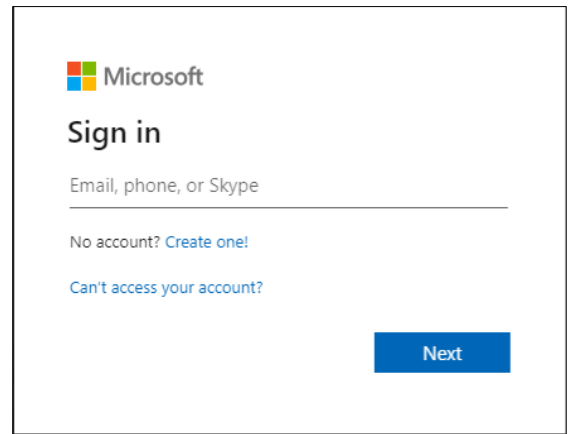 Microsoft
Sign in
Email, phone, or Skype
No account? Create one!
Can't access your account?
Next